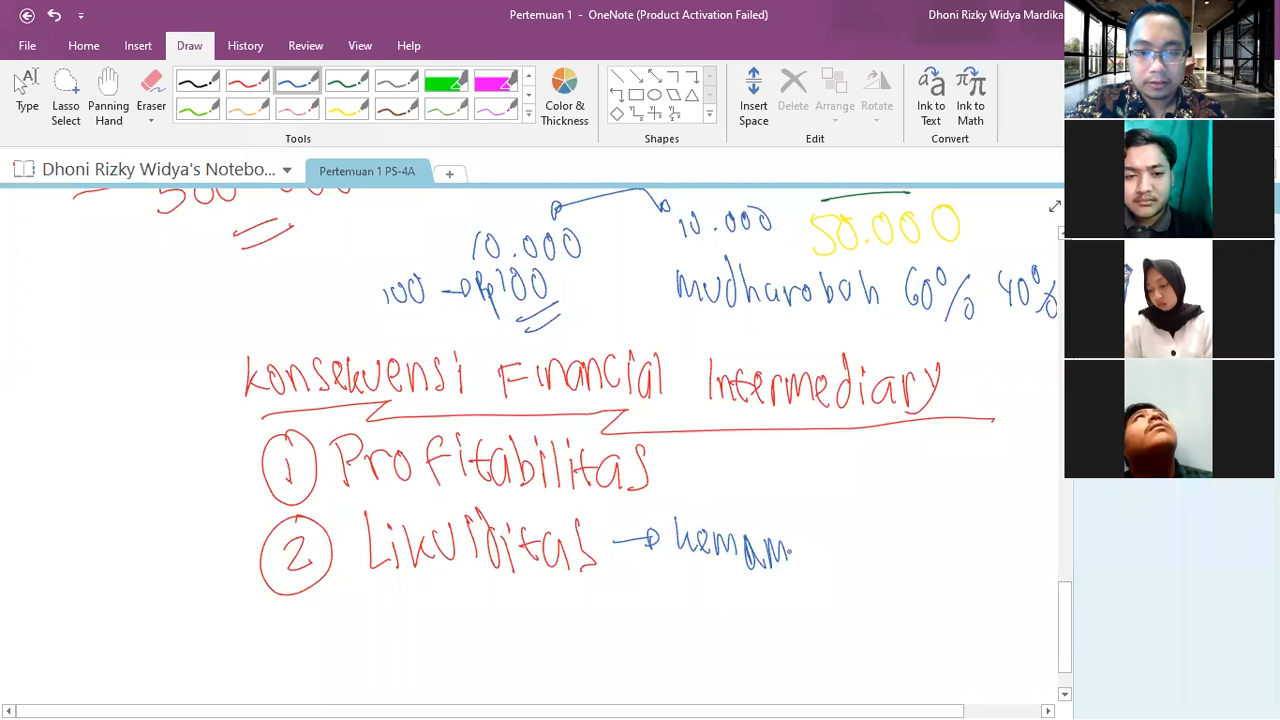 Pertemuan 1 - OneNote (Product Activation Failed)
Dhoni Rizky Widya Mardika
File Home Insert Draw History Review View Help
Type
Lasso Select
Panning Hand
Eraser
Color & Thickness
Insert Space
Delete
Arrange
Rotate
Ink to Text
Ink to Math
Tools
Shapes
Edit
Convert
Dhoni Rizky Widya's Notebo...
Pertemuan 1 PS-4A
10.000 10.000 50.000
100 → Rp100 mudharobah 60% 40%
Konsekuensi Financial Intermediary
1 Profitabilitas
2 Likuiditas → kemam